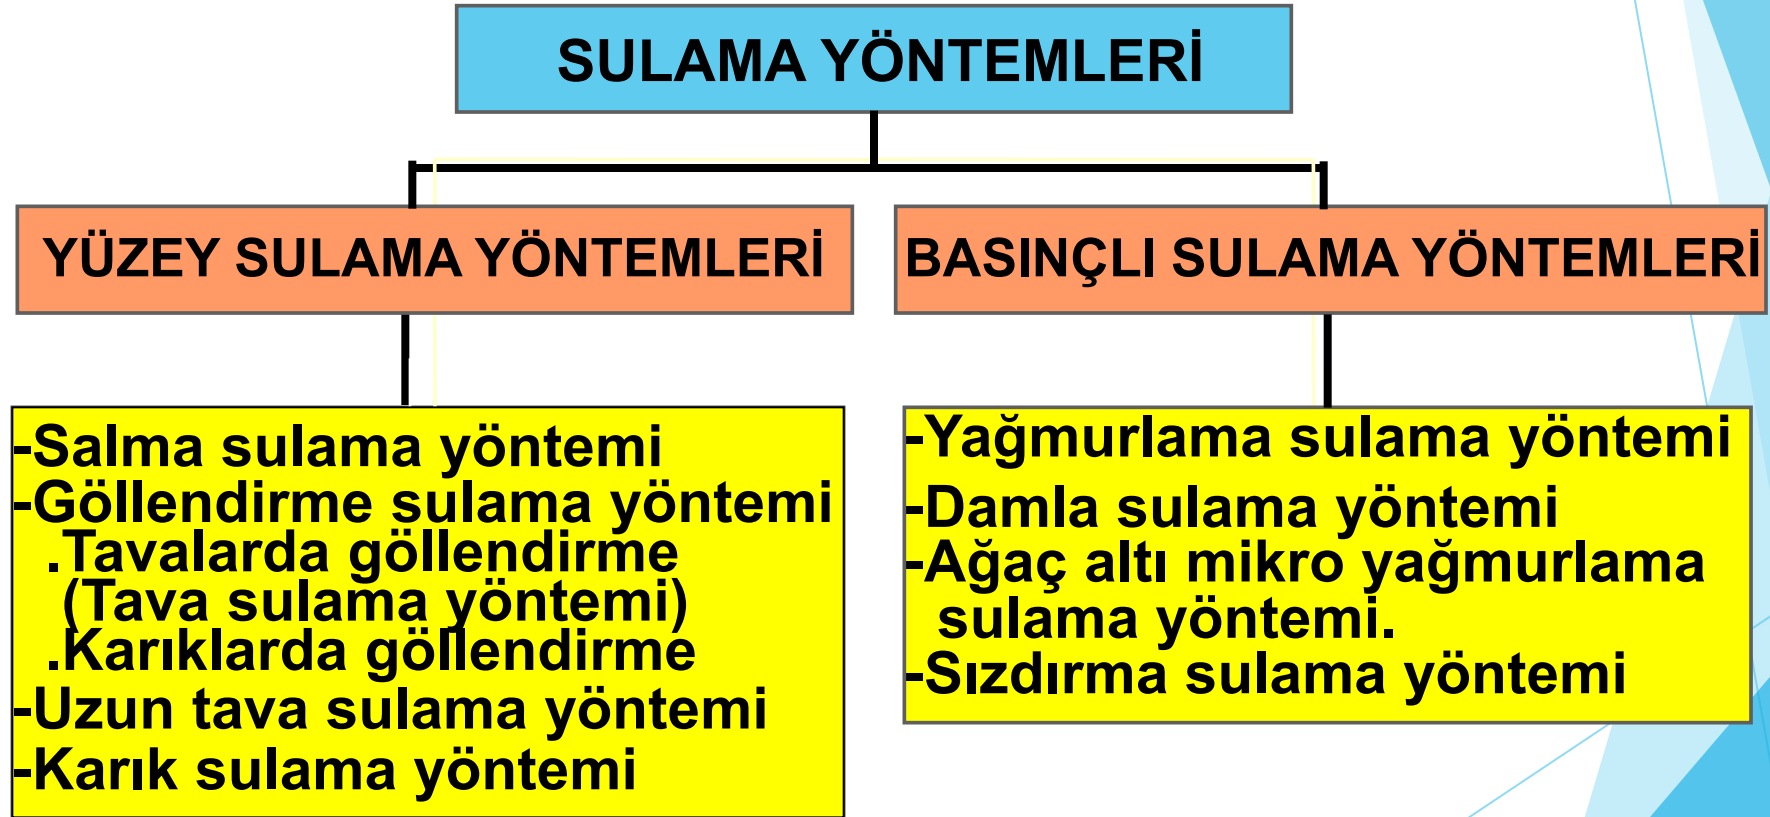 SULAMA YÖNTEMLERİ
YÜZEY SULAMA YÖNTEMLERİ
-Salma sulama yöntemi
-Göllendirme sulama yöntemi
.Tavalarda göllendirme
(Tava sulama yöntemi)
.Karıklarda göllendirme
-Uzun tava sulama yöntemi
-Karık sulama yöntemi
BASINÇLI SULAMA YÖNTEMLERİ
-Yağmurlama sulama yöntemi
-Damla sulama yöntemi
-Ağaç altı mikro yağmurlama
sulama yöntemi.
-Sızdırma sulama yöntemi